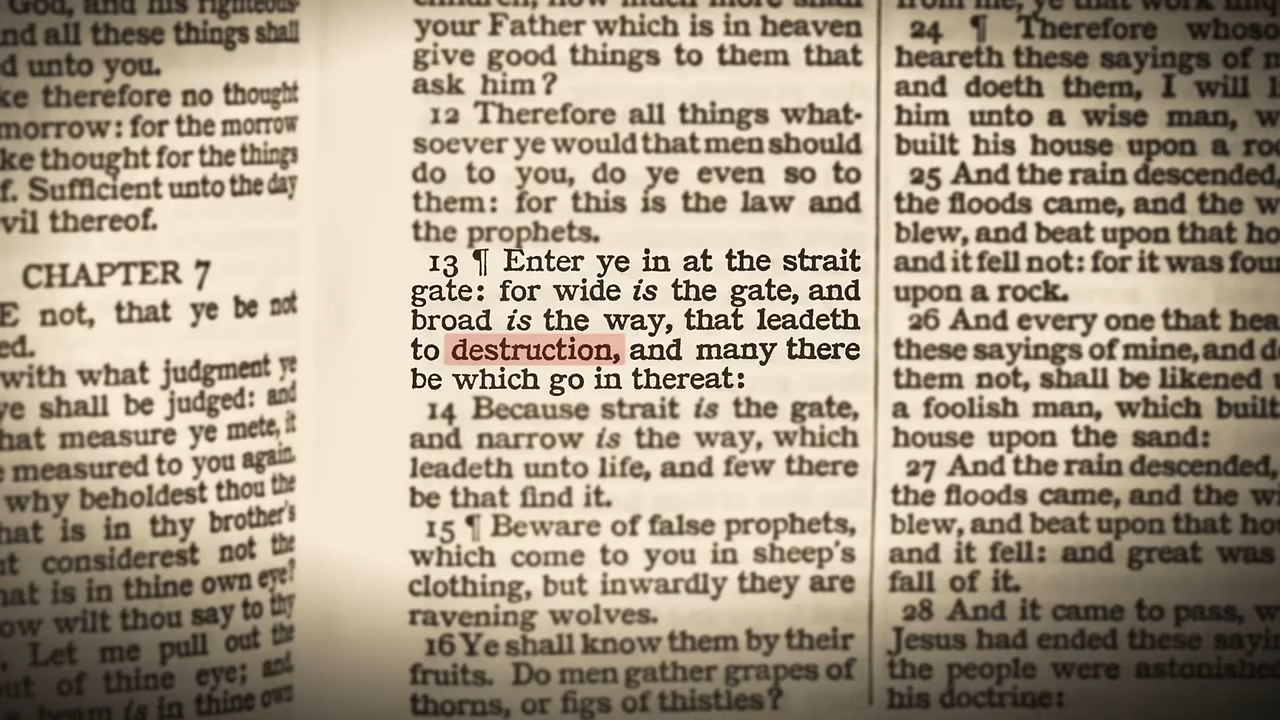 God, and his righteous-
nd all these things shall
d unto you.
ke therefore no thought
morrow: for the morrow
ke thought for the things
f. Sufficient unto the day
vil thereof.
CHAPTER 7
E not, that ye be not
ed.
with what judgment ye
ye shall be judged: and
hat measure ye mete, it
e measured to you again.
why beholdest thou the
hat is in thy brother's
ut considerest not the
hat is in thine own eye?
ow wilt thou say to thy
. Let me pull out the
out of thine eye; and
a beam is in thine own
children, how much more shall
your Father which is in heaven
give good things to them that
ask him?
12 Therefore all things what-
soever ye would that men should
do to you, do ye even so to
them: for this is the law and
the prophets.
13 ¶ Enter ye in at the strait
gate: for wide is the gate, and
broad is the way, that leadeth
to destruction, and many there
be which go in thereat:
14 Because strait is the gate,
and narrow is the way, which
leadeth unto life, and few there
be that find it.
15 ¶ Beware of false prophets,
which come to you in sheep's
clothing, but inwardly they are
ravening wolves.
16 Ye shall know them by their
fruits. Do men gather grapes of
thorns, or figs of thistles?
from me, ye that work iniq
24 ¶ Therefore whoso
heareth these sayings of m
and doeth them, I will l
him unto a wise man, w
built his house upon a roc
25 And the rain descended,
the floods came, and the w
blew, and beat upon that ho
and it fell not: for it was foun
upon a rock.
26 And every one that hea
these sayings of mine, and d
them not, shall be likened
a foolish man, which built
house upon the sand:
27 And the rain descended,
the floods came, and the wi
blew, and beat upon that hou
and it fell: and great was
fall of it.
28 And it came to pass, w
Jesus had ended these sayi
the people were astonishe
his doctrine: